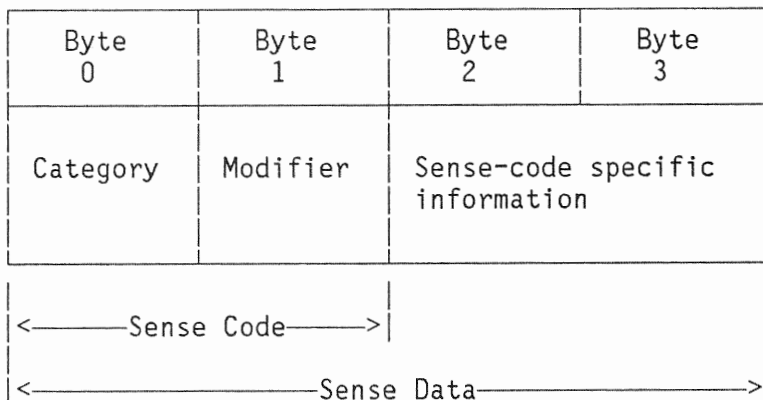 Byte Byte Byte Byte
0 1 2 3
Category Modifier Sense-code specific
information
<——Sense Code——>
<——Sense Data——>